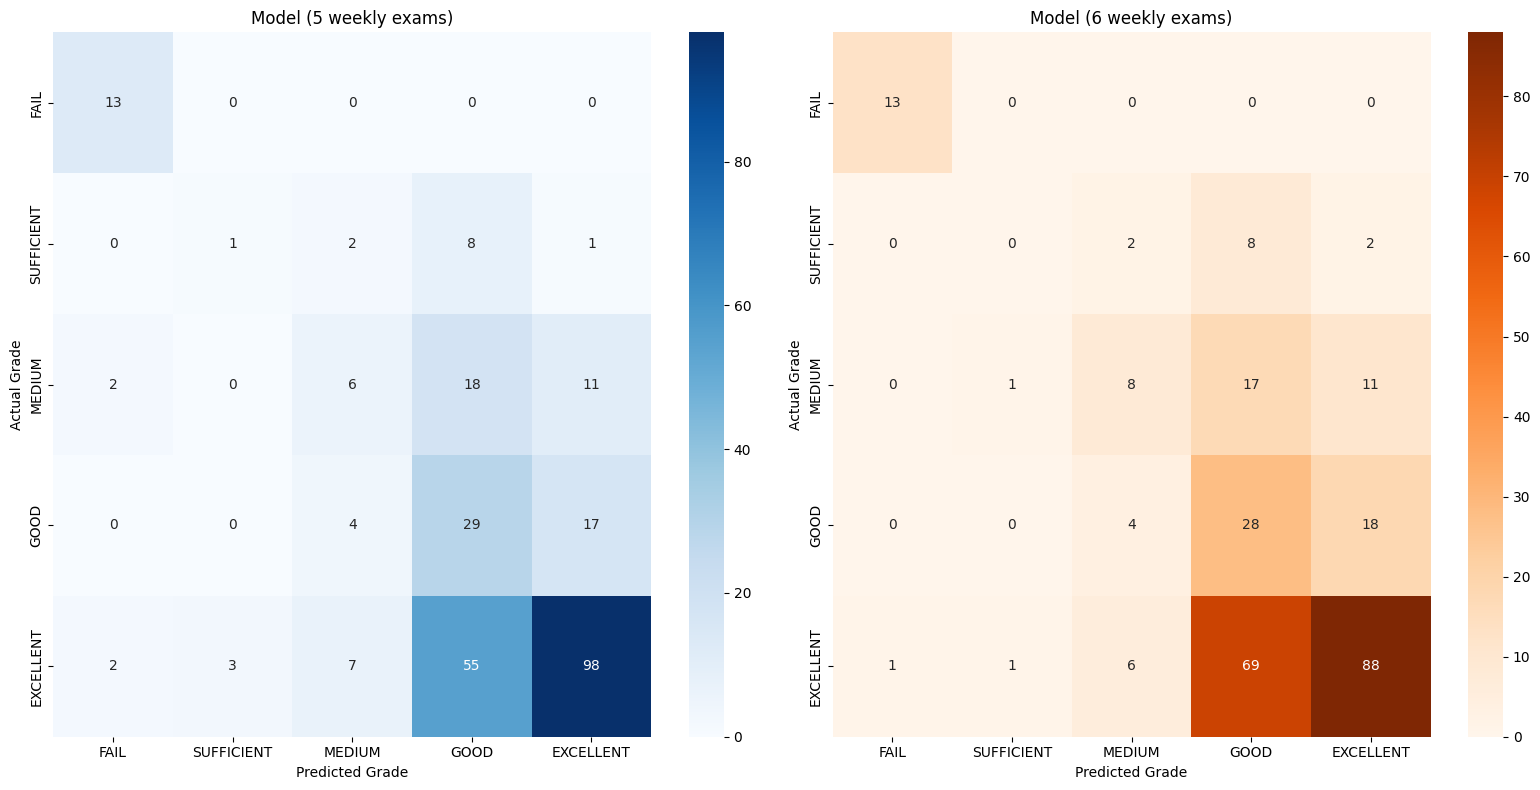 Model (5 weekly exams)
Actual Grade
FAIL 13 0 0 0 0
SUFFICIENT 0 1 2 8 1
MEDIUM 2 0 6 18 11
GOOD 0 0 4 29 17
EXCELLENT 2 3 7 55 98
FAIL SUFFICIENT MEDIUM GOOD EXCELLENT
Predicted Grade
80
60
40
20
0
Model (6 weekly exams)
Actual Grade
FAIL 13 0 0 0 0
SUFFICIENT 0 0 2 8 2
MEDIUM 0 1 8 17 11
GOOD 0 0 4 28 18
EXCELLENT 1 1 6 69 88
FAIL SUFFICIENT MEDIUM GOOD EXCELLENT
Predicted Grade
80
70
60
50
40
30
20
10
0